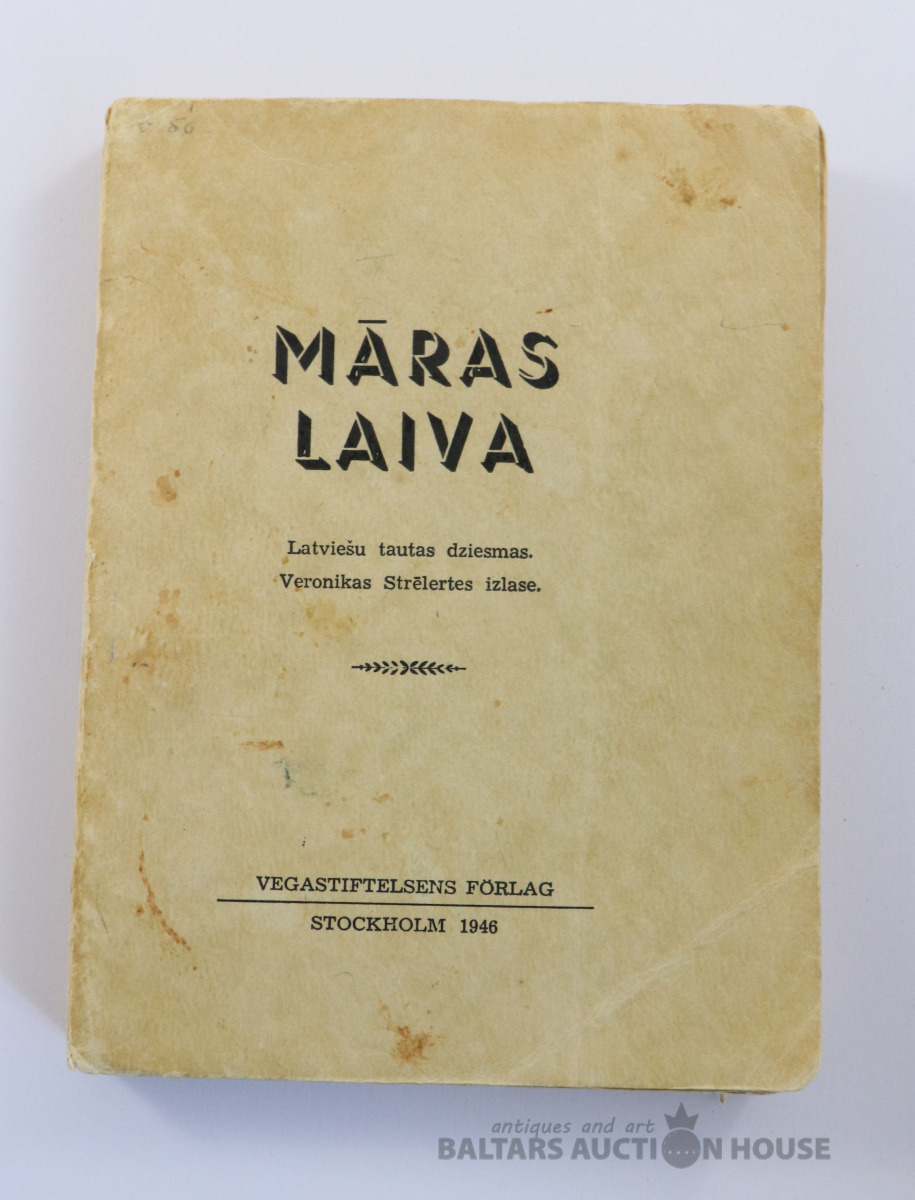 MĀRAS
LAIVA
Latviešu tautas dziesmas.
Veronikas Strēlertes izlase.
VEGASTIFTELSENS FÖRLAG
STOCKHOLM 1946
antiques and art
BALTARS AUCTION HOUSE